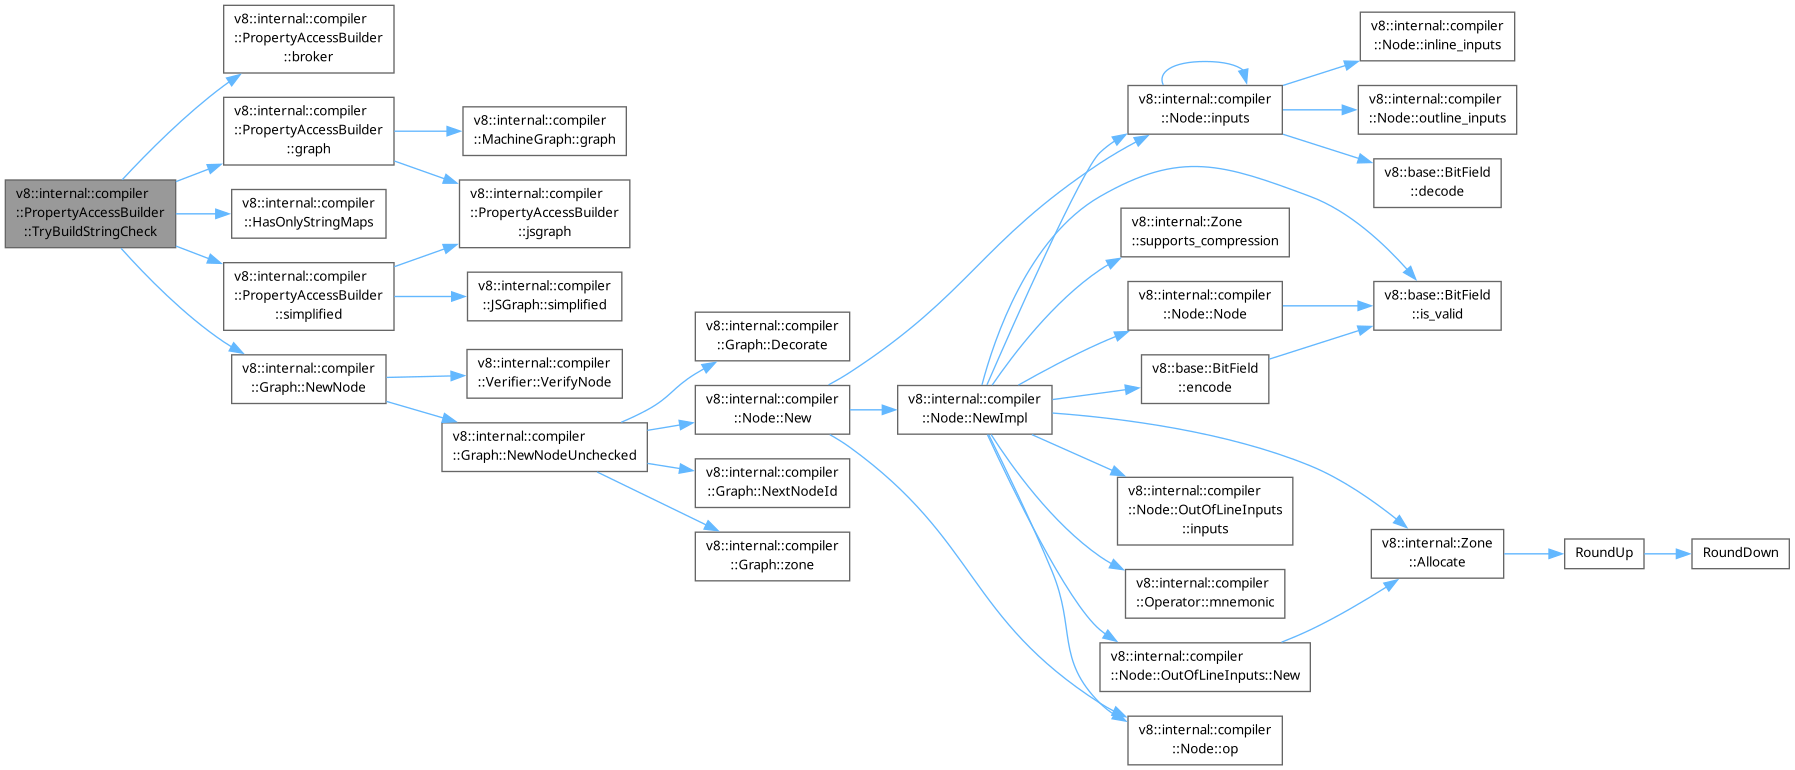 v8::internal::compiler
::PropertyAccessBuilder
::TryBuildStringCheck
v8::internal::compiler
::PropertyAccessBuilder
::broker
v8::internal::compiler
::PropertyAccessBuilder
::graph
v8::internal::compiler
::HasOnlyStringMaps
v8::internal::compiler
::PropertyAccessBuilder
::simplified
v8::internal::compiler
::Graph::NewNode
v8::internal::compiler
::MachineGraph::graph
v8::internal::compiler
::PropertyAccessBuilder
::jsgraph
v8::internal::compiler
::JSGraph::simplified
v8::internal::compiler
::Verifier::VerifyNode
v8::internal::compiler
::Graph::NewNodeUnchecked
v8::internal::compiler
::Graph::Decorate
v8::internal::compiler
::Node::New
v8::internal::compiler
::Graph::NextNodeId
v8::internal::compiler
::Graph::zone
v8::internal::compiler
::Node::NewImpl
v8::internal::compiler
::Node::inputs
v8::internal::Zone
::supports_compression
v8::internal::compiler
::Node::Node
v8::base::BitField
::encode
v8::internal::compiler
::Node::OutOfLineInputs
::inputs
v8::internal::compiler
::Operator::mnemonic
v8::internal::compiler
::Node::OutOfLineInputs::New
v8::internal::compiler
::Node::op
v8::internal::compiler
::Node::inline_inputs
v8::internal::compiler
::Node::outline_inputs
v8::base::BitField
::decode
v8::base::BitField
::is_valid
v8::internal::Zone
::Allocate
RoundUp
RoundDown